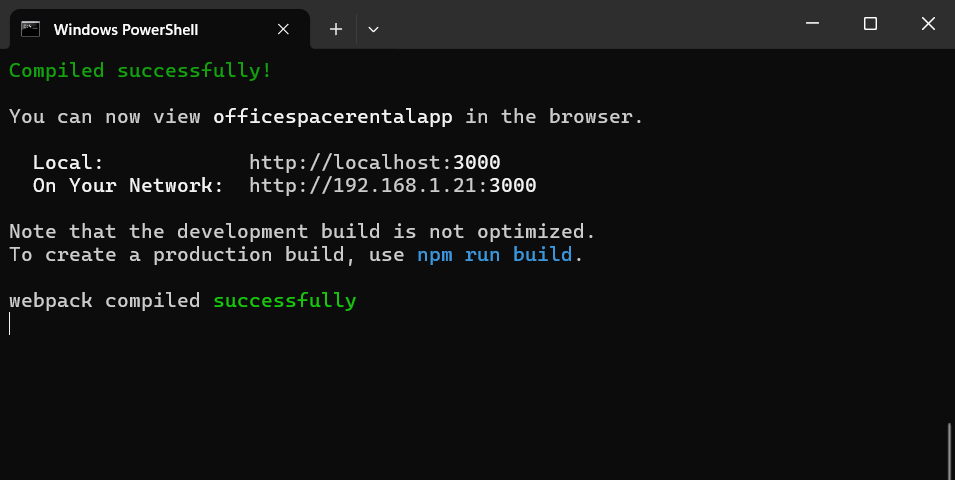 Windows PowerShell
Compiled successfully!
You can now view officespacerentalapp in the browser.
Local: http://localhost:3000
On Your Network: http://192.168.1.21:3000
Note that the development build is not optimized.
To create a production build, use npm run build.
webpack compiled successfully